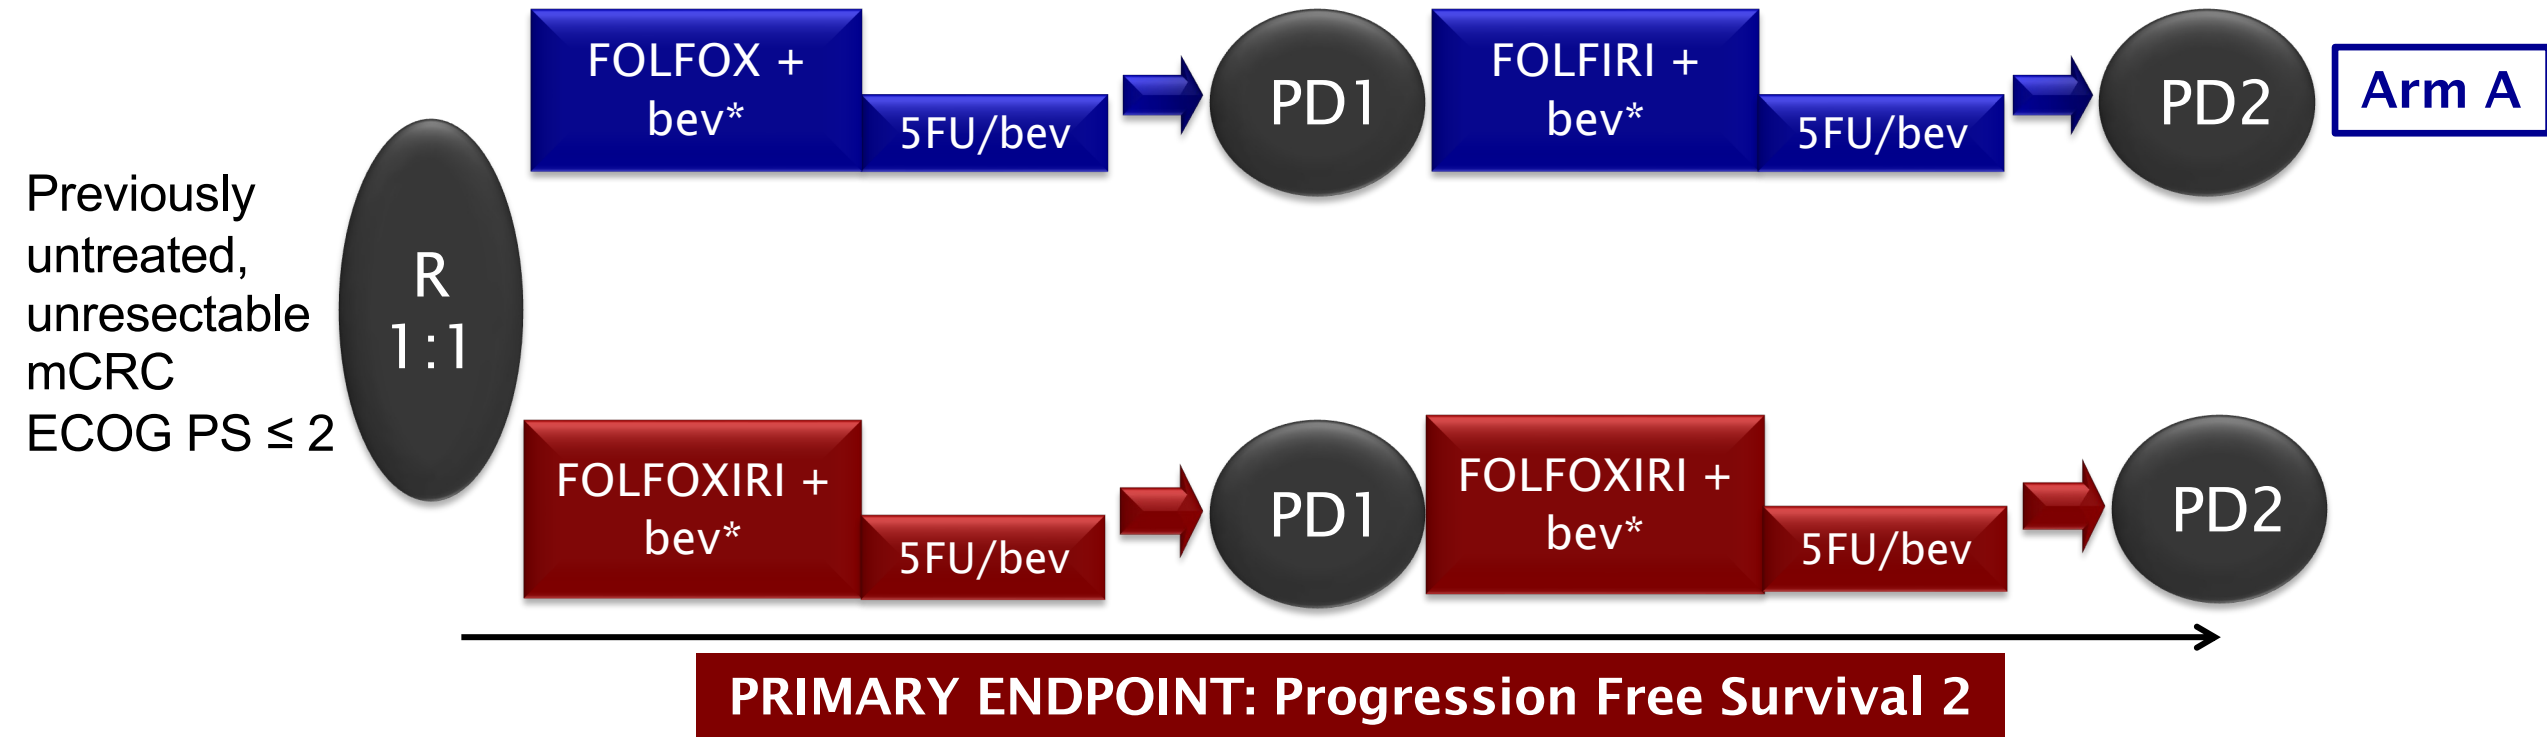 Previously
untreated,
unresectable
mCRC
ECOG PS ≤ 2
R
1:1
FOLFOX +
bev*
5FU/bev
PD1
FOLFIRI +
bev*
5FU/bev
PD2
Arm A
FOLFOXIRI +
bev*
5FU/bev
PD1
FOLFOXIRI +
bev*
5FU/bev
PD2
PRIMARY ENDPOINT: Progression Free Survival 2